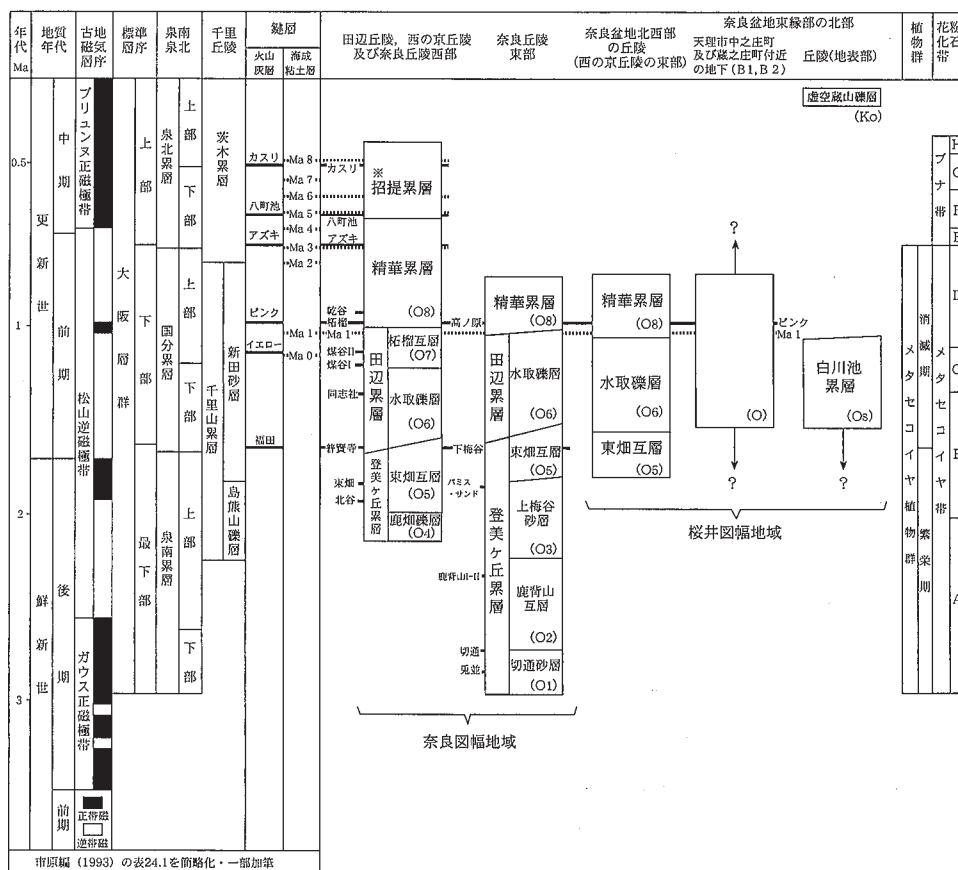 年代
Ma
地質年代
古地磁気層序
標準層序
泉南泉北
千里丘陵
鍵層
火山灰層
海成粘土層
田辺丘陵，西の京丘陵
及び奈良丘陵西部
奈良丘陵
東部
奈良盆地北西部
の丘陵
(西の京丘陵の東部)
奈良盆地東縁部の北部
天理市中之庄町
及び蔵之庄町付近
の地下(B1,B2)
丘陵(地表部)
植物群
花粉化石帯
虚空蔵山礫層
(Ko)
0.5
1
2
3
更新世
中期
前期
鮮新世
後期
前期
ブリュンヌ正磁極帯
松山逆磁極帯
ガウス正磁極帯
正帯磁
逆帯磁
大阪層群
上部
下部
最下部
泉北累層
上部
下部
国分累層
上部
下部
泉南累層
上部
下部
茨木累層
千里山累層
新田砂層
島熊山礫層
カスリ
八町池
アズキ
ピンク
イエロー
福田
Ma 8
Ma 7
Ma 6
Ma 5
Ma 4
Ma 3
Ma 2
Ma 1
Ma 0
カスリ
八町池
アズキ
乾谷
柘榴
Ma 1
煤谷II
煤谷I
同志社
普賢寺
東畑
北谷
※
招提累層
精華累層
(O8)
田辺累層
柘榴互層
(O7)
水取礫層
(O6)
登美ヶ丘累層
東畑互層
(O5)
鹿畑礫層
(O4)
高ノ原
下梅谷
パミス
・サンド
鹿背山I-II
切通
兎並
精華累層
(O8)
田辺累層
水取礫層
(O6)
東畑互層
(O5)
登美ヶ丘累層
上梅谷
砂層
(O3)
鹿背山
互層
(O2)
切通砂層
(O1)
精華累層
(O8)
水取礫層
(O6)
東畑互層
(O5)
?
(O)
?
ピンク
Ma 1
白川池
累層
(Os)
?
奈良図幅地域
桜井図幅地域
メタセコイヤ植物群
消滅期
繁栄期
ブナ帯
メタセコイヤ帯
市原編 (1993) の表24.1を簡略化・一部加筆